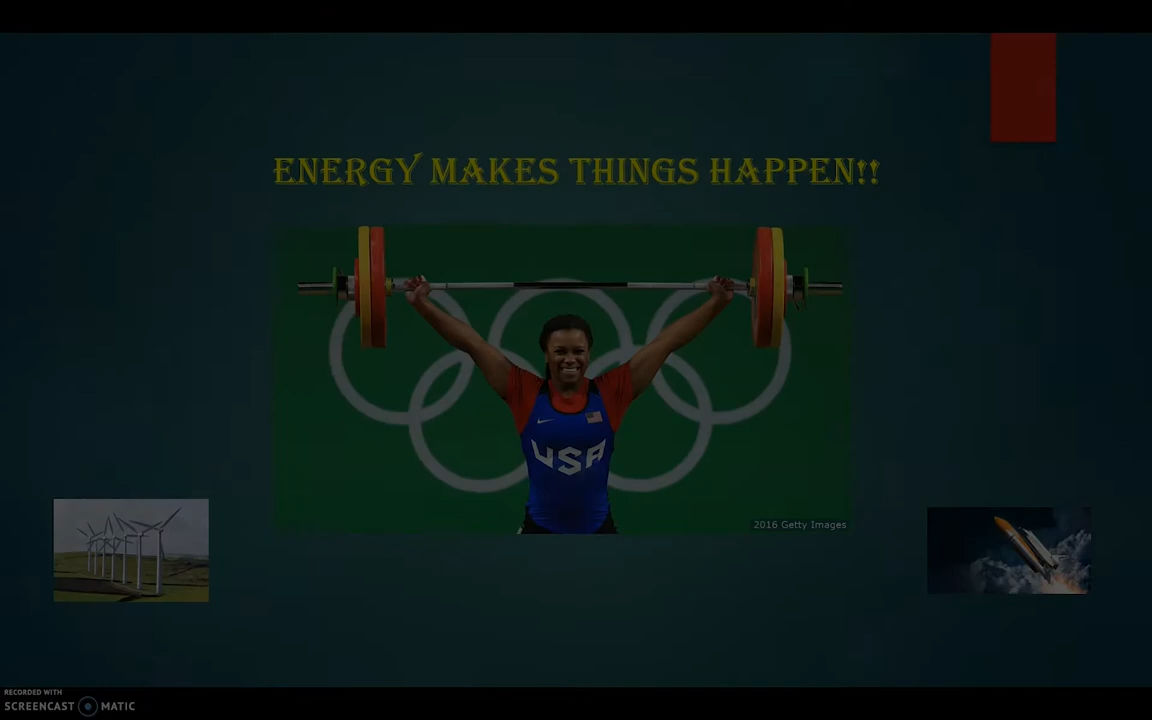 ENERGY MAKES THINGS HAPPEN!!
USA
2016 Getty Images
RECORDED WITH
SCREENCAST MATIC